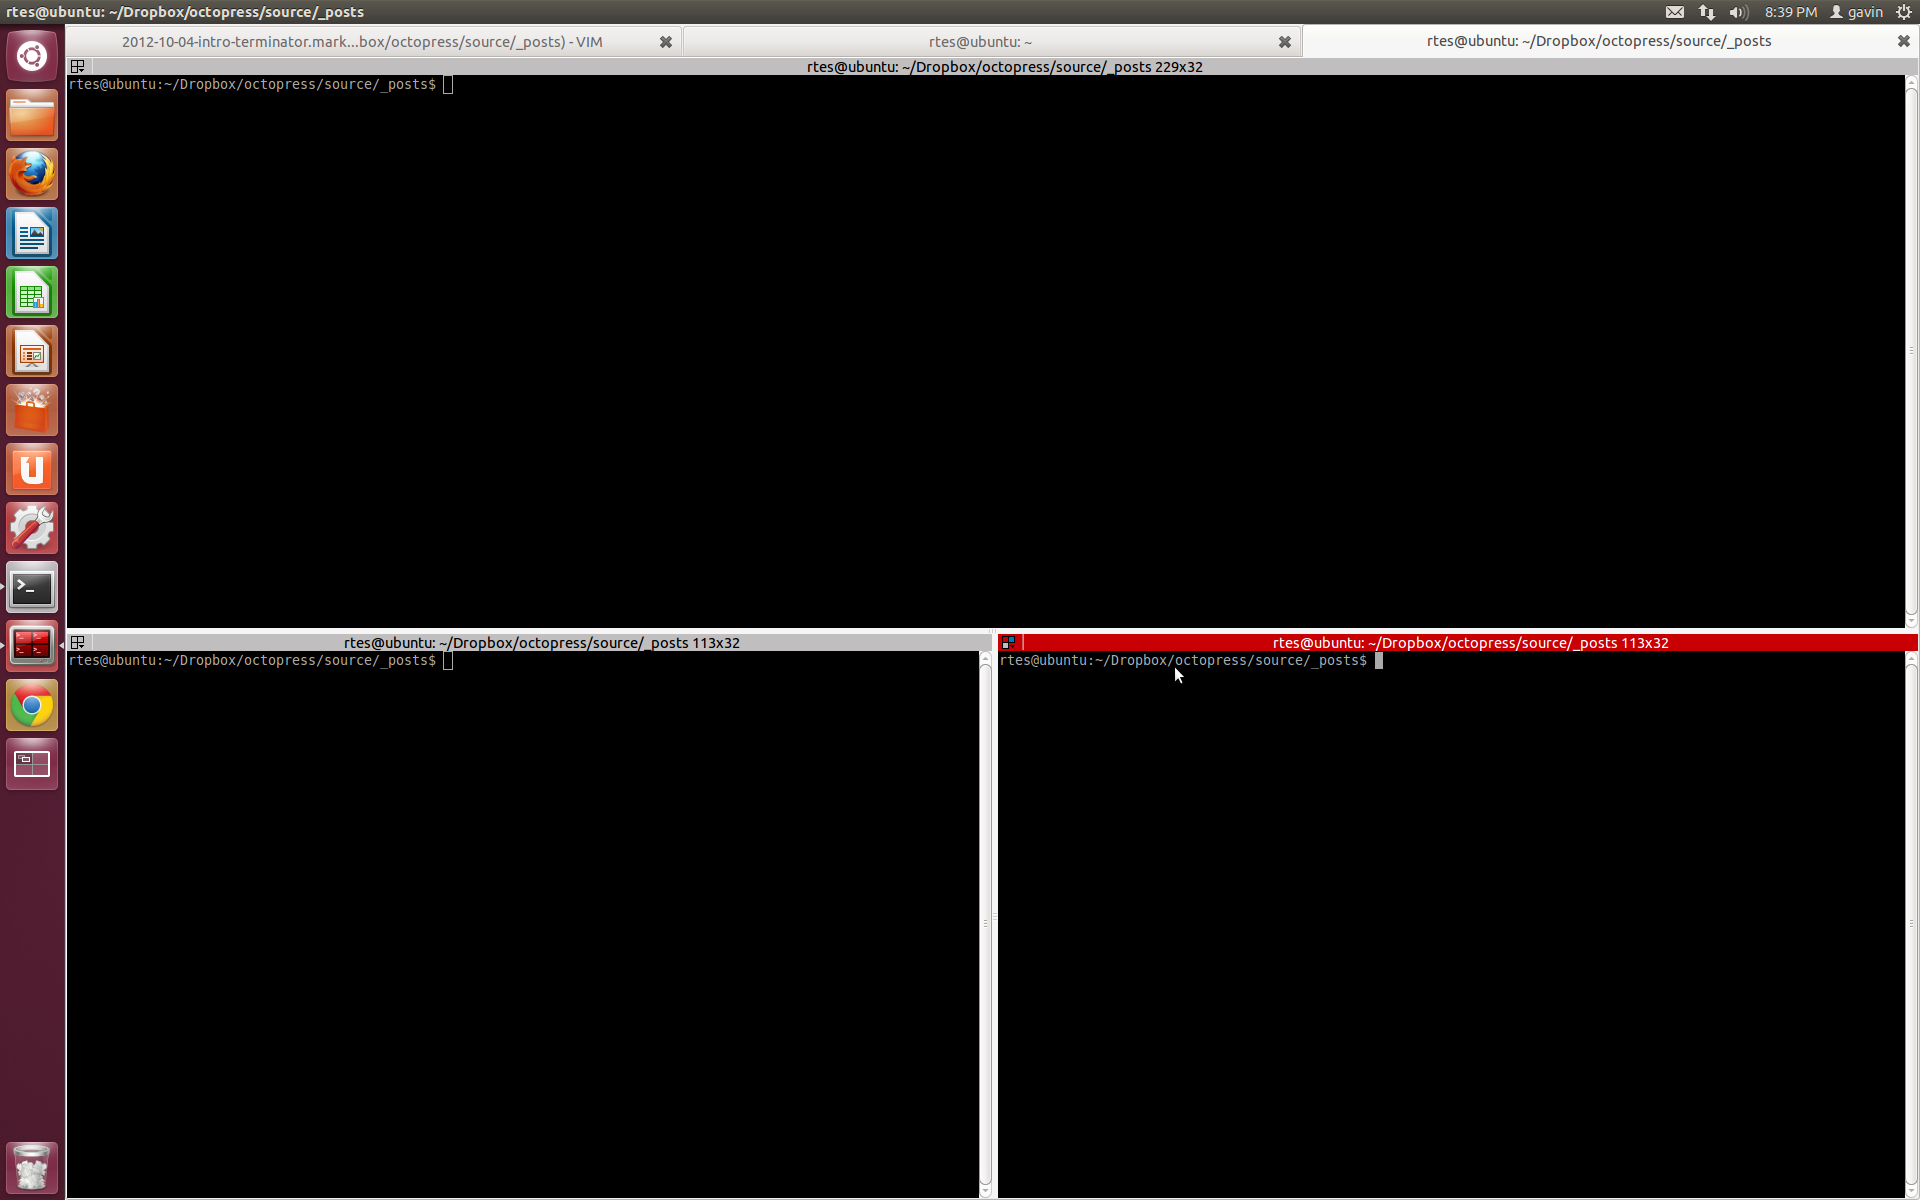 rtes@ubuntu: ~/Dropbox/octopress/source/_posts
8:39 PM gavin
2012-10-04-intro-terminator.mark...box/octopress/source/_posts) - VIM
rtes@ubuntu: ~
rtes@ubuntu: ~/Dropbox/octopress/source/_posts
rtes@ubuntu: ~/Dropbox/octopress/source/_posts 229x32
rtes@ubuntu:~/Dropbox/octopress/source/_posts$
rtes@ubuntu: ~/Dropbox/octopress/source/_posts 113x32
rtes@ubuntu:~/Dropbox/octopress/source/_posts$
rtes@ubuntu: ~/Dropbox/octopress/source/_posts 113x32
rtes@ubuntu:~/Dropbox/octopress/source/_posts$